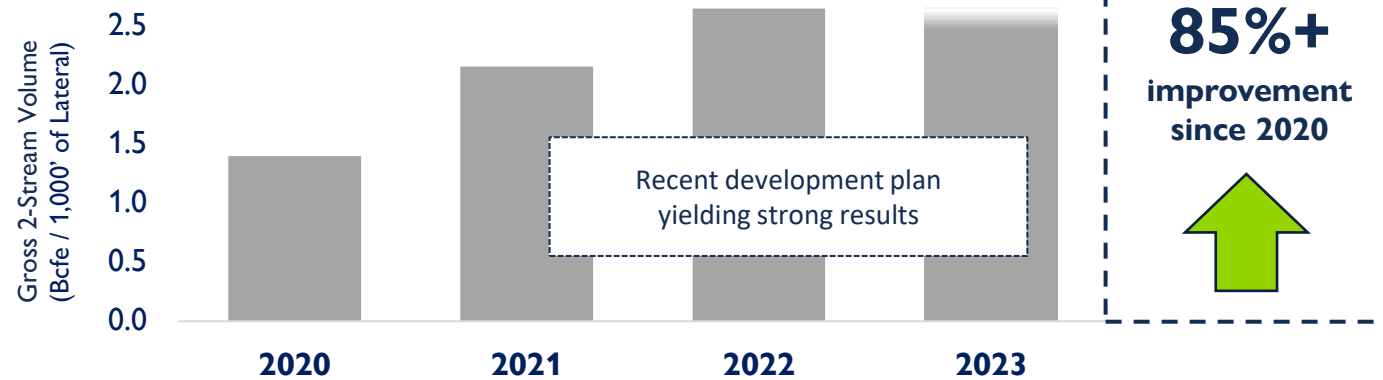 2.5
2.0
1.5
1.0
0.5
0.0
Gross 2-Stream Volume
(Bcfe / 1,000' of Lateral)
Recent development plan
yielding strong results
2020
2021
2022
2023
85%+
improvement
since 2020